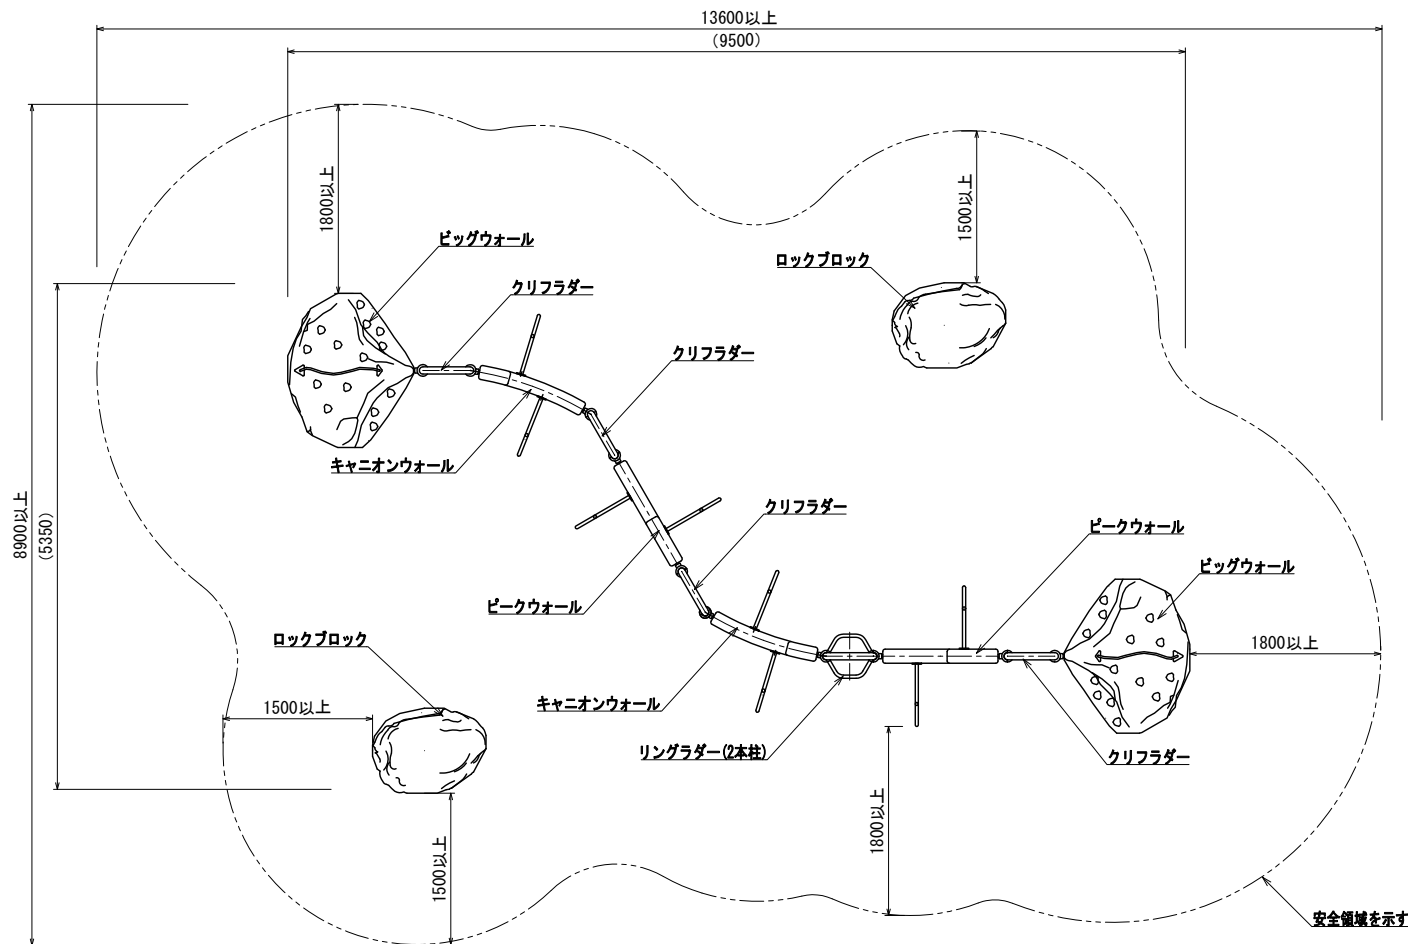 13600以上
(9500)
1800以上
1500以上
ビッグウォール
ロックブロック
クリフラダー
クリフラダー
キャニオンウォール
8900以上
(5350)
クリフラダー
ピークウォール
ビッグウォール
ピークウォール
ロックブロック
1800以上
キャニオンウォール
1500以上
リングラダー(2本柱)
クリフラダー
1800以上
1500以上
安全領域を示す